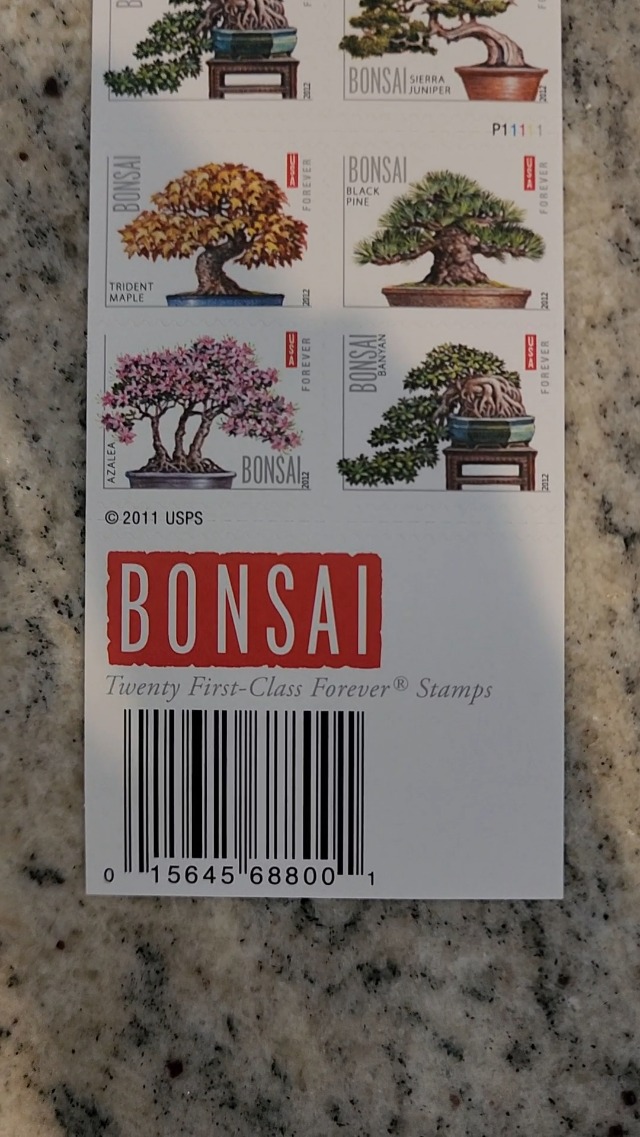 BONSAI
SIERRA
JUNIPER
2012
2012
P11111
BONSAI
USA
FOREVER
TRIDENT
MAPLE
2012
BONSAI
BLACK
PINE
USA
FOREVER
2012
AZALEA
USA
FOREVER
BONSAI
2012
BONSAI
BANYAN
USA
FOREVER
2012
© 2011 USPS
BONSAI
Twenty First-Class Forever® Stamps
0 15645 68800 1